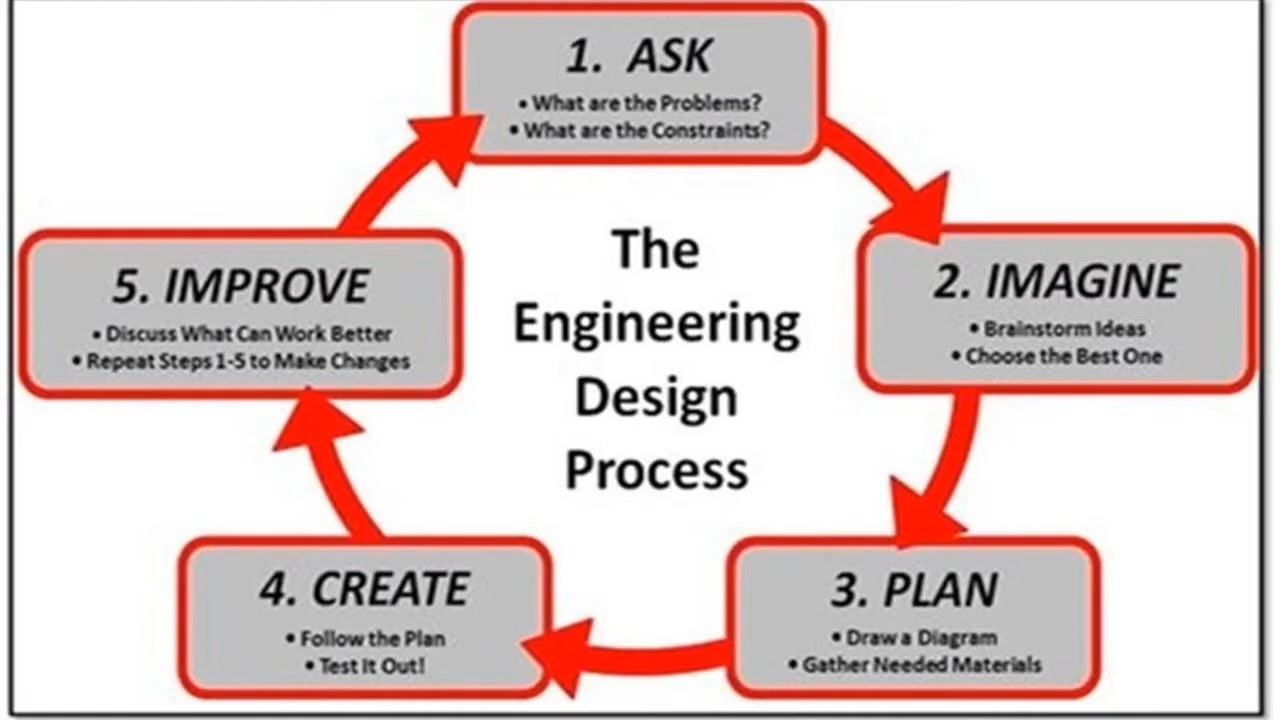 1. ASK
• What are the Problems?
• What are the Constraints?
The
Engineering
Design
Process
2. IMAGINE
• Brainstorm Ideas
• Choose the Best One
3. PLAN
• Draw a Diagram
• Gather Needed Materials
4. CREATE
• Follow the Plan
• Test It Out!
5. IMPROVE
• Discuss What Can Work Better
• Repeat Steps 1-5 to Make Changes